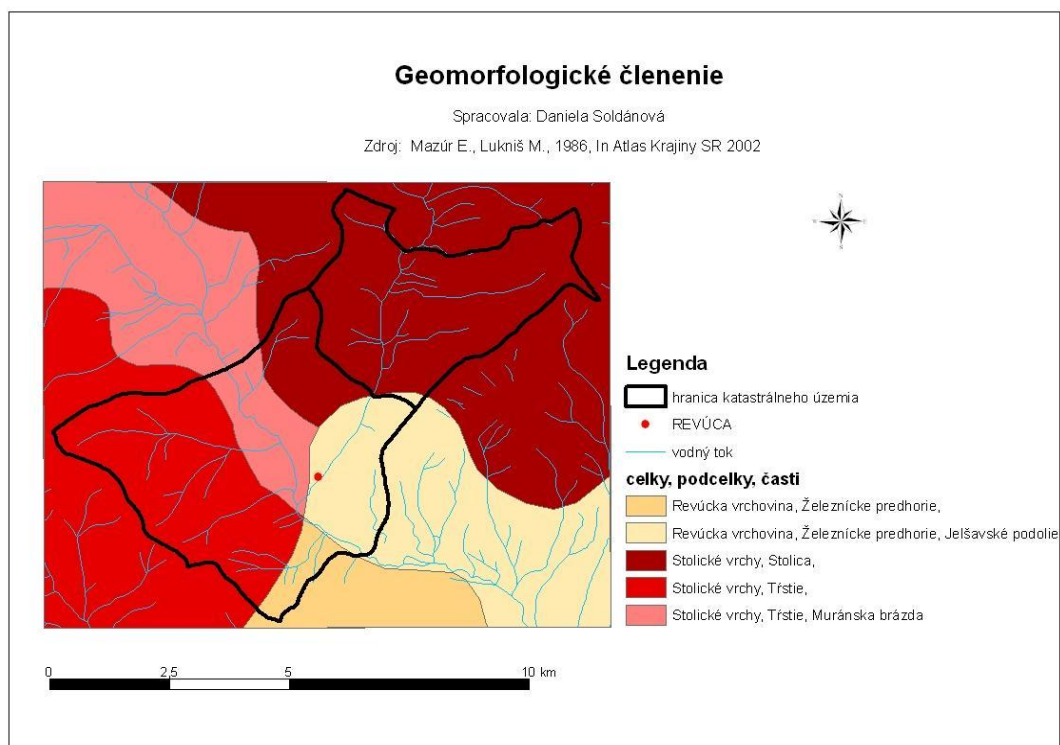 Geomorfologické členenie
Spracovala: Daniela Soldánová
Zdroj: Mazúr E., Lukniš M., 1986, In Atlas Krajiny SR 2002
Legenda
hranica katastrálneho územia
REVÚCA
vodný tok
celky, podcelky, časti
Revúcka vrchovina, Železnícke predhorie,
Revúcka vrchovina, Železnícke predhorie, Jelšavské podolie
Stolické vrchy, Stolica,
Stolické vrchy, Tŕstie,
Stolické vrchy, Tŕstie, Muránska brázda
0 2,5 5 10 km